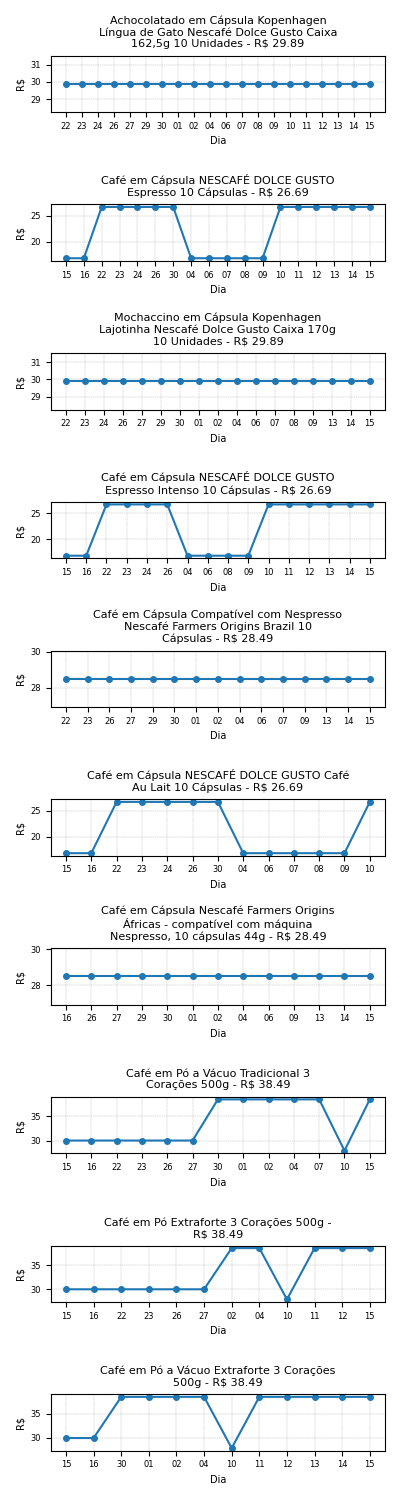 Achocolatado em Cápsula Kopenhagen
Língua de Gato Nescafé Dolce Gusto Caixa
162,5g 10 Unidades - R$ 29.89
31
30
29
R$
22 23 24 26 27 29 30 01 02 04 06 07 08 09 10 11 12 13 14 15
Dia
Café em Cápsula NESCAFÉ DOLCE GUSTO
Espresso 10 Cápsulas - R$ 26.69
25
20
R$
15 16 22 23 24 26 30 04 06 07 08 09 10 11 12 13 14 15
Dia
Mochaccino em Cápsula Kopenhagen
Lajotinha Nescafé Dolce Gusto Caixa 170g
10 Unidades - R$ 29.89
31
30
29
R$
22 23 24 26 27 29 30 01 02 04 06 07 08 09 13 14 15
Dia
Café em Cápsula NESCAFÉ DOLCE GUSTO
Espresso Intenso 10 Cápsulas - R$ 26.69
25
20
R$
15 16 22 23 24 26 04 06 08 09 10 11 12 13 14 15
Dia
Café em Cápsula Compatível com Nespresso
Nescafé Farmers Origins Brazil 10
Cápsulas - R$ 28.49
30
28
R$
22 23 26 27 29 30 01 02 04 06 07 09 13 14 15
Dia
Café em Cápsula NESCAFÉ DOLCE GUSTO Café
Au Lait 10 Cápsulas - R$ 26.69
25
20
R$
15 16 22 23 24 26 30 04 06 07 08 09 10
Dia
Café em Cápsula Nescafé Farmers Origins
Áfricas - compatível com máquina
Nespresso, 10 cápsulas 44g - R$ 28.49
30
28
R$
16 26 27 29 30 01 02 04 06 09 13 14 15
Dia
Café em Pó a Vácuo Tradicional 3
Corações 500g - R$ 38.49
35
30
R$
15 16 22 23 26 27 30 01 02 04 07 10 15
Dia
Café em Pó Extraforte 3 Corações 500g -
R$ 38.49
35
30
R$
15 16 22 23 26 27 02 04 10 11 12 15
Dia
Café em Pó a Vácuo Extraforte 3 Corações
500g - R$ 38.49
35
30
R$
15 16 30 01 02 04 10 11 12 13 14 15
Dia